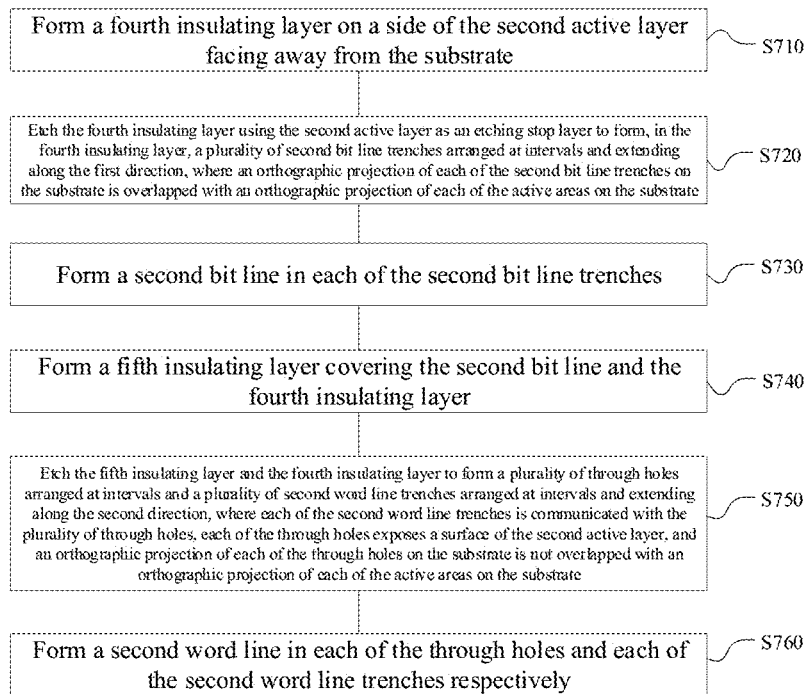 Form a fourth insulating layer on a side of the second active layer
facing away from the substrate
S710
Etch the fourth insulating layer using the second active layer as an etching stop layer to form, in the
fourth insulating layer, a plurality of second bit line trenches arranged at intervals and extending
along the first direction, where an orthographic projection of each of the second bit line trenches on
the substrate is overlapped with an orthographic projection of each of the active areas on the substrate
S720
Form a second bit line in each of the second bit line trenches
S730
Form a fifth insulating layer covering the second bit line and the
fourth insulating layer
S740
Etch the fifth insulating layer and the fourth insulating layer to form a plurality of through holes
arranged at intervals and a plurality of second word line trenches arranged at intervals and extending
along the second direction, where each of the second word line trenches is communicated with the
plurality of through holes, each of the through holes exposes a surface of the second active layer, and
an orthographic projection of each of the through holes on the substrate is not overlapped with an
orthographic projection of each of the active areas on the substrate
S750
Form a second word line in each of the through holes and each of
the second word line trenches respectively
S760